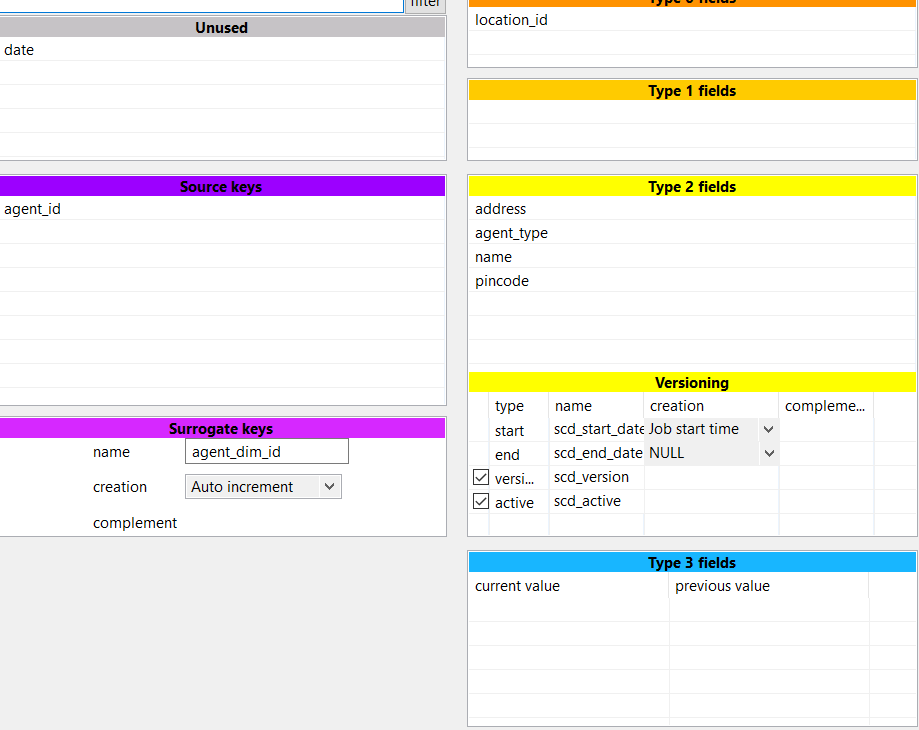 filter
Unused
date
Source keys
agent_id
Surrogate keys
name agent_dim_id
creation Auto increment
complement
Type 0 fields
location_id
Type 1 fields
Type 2 fields
address
agent_type
name
pincode
Versioning
type name creation compleme...
start scd_start_date Job start time
end scd_end_date NULL
versi... scd_version
active scd_active
Type 3 fields
current value previous value